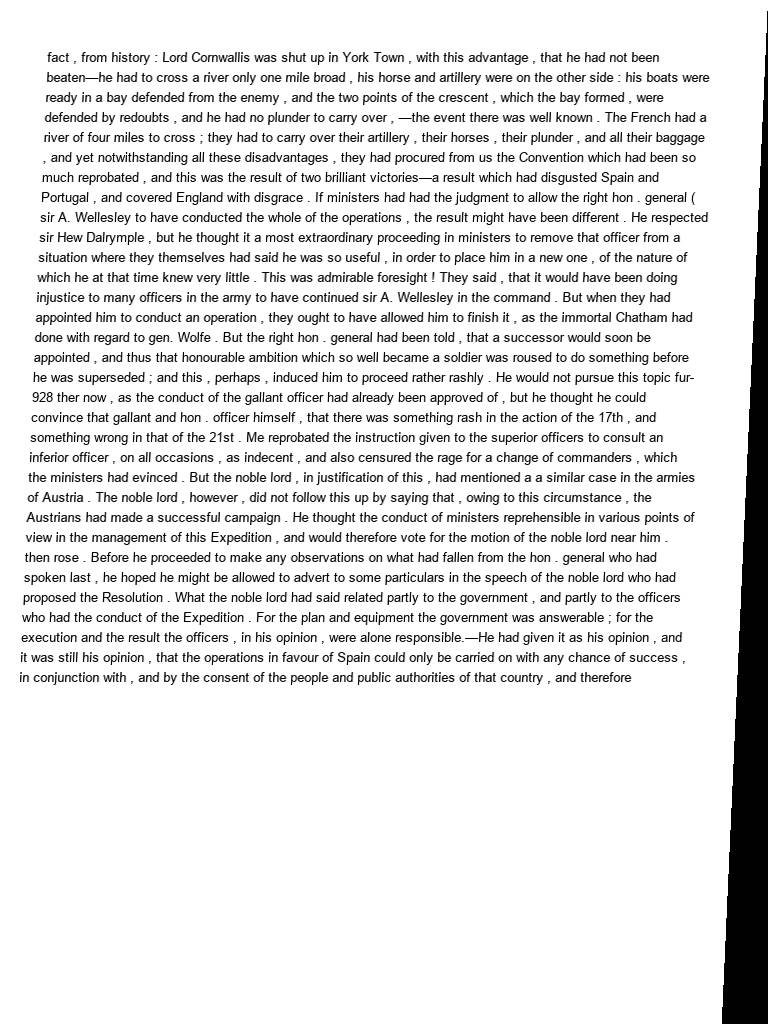 fact , from history : Lord Cornwallis was shut up in York Town , with this advantage , that he had not been
beaten—he had to cross a river only one mile broad , his horse and artillery were on the other side : his boats were
ready in a bay defended from the enemy , and the two points of the crescent , which the bay formed , were
defended by redoubts , and he had no plunder to carry over , —the event there was well known . The French had a
river of four miles to cross ; they had to carry over their artillery , their horses , their plunder , and all their baggage
, and yet notwithstanding all these disadvantages , they had procured from us the Convention which had been so
much reprobated , and this was the result of two brilliant victories—a result which had disgusted Spain and
Portugal , and covered England with disgrace . If ministers had had the judgment to allow the right hon . general (
sir A. Wellesley to have conducted the whole of the operations , the result might have been different . He respected
sir Hew Dalrymple , but he thought it a most extraordinary proceeding in ministers to remove that officer from a
situation where they themselves had said he was so useful , in order to place him in a new one , of the nature of
which he at that time knew very little . This was admirable foresight ! They said , that it would have been doing
injustice to many officers in the army to have continued sir A. Wellesley in the command . But when they had
appointed him to conduct an operation , they ought to have allowed him to finish it , as the immortal Chatham had
done with regard to gen. Wolfe . But the right hon . general had been told , that a successor would soon be
appointed , and thus that honourable ambition which so well became a soldier was roused to do something before
he was superseded ; and this , perhaps , induced him to proceed rather rashly . He would not pursue this topic fur-
928 ther now , as the conduct of the gallant officer had already been approved of , but he thought he could
convince that gallant and hon . officer himself , that there was something rash in the action of the 17th , and
something wrong in that of the 21st . Me reprobated the instruction given to the superior officers to consult an
inferior officer , on all occasions , as indecent , and also censured the rage for a change of commanders , which
the ministers had evinced . But the noble lord , in justification of this , had mentioned a a similar case in the armies
of Austria . The noble lord , however , did not follow this up by saying that , owing to this circumstance , the
Austrians had made a successful campaign . He thought the conduct of ministers reprehensible in various points of
view in the management of this Expedition , and would therefore vote for the motion of the noble lord near him .
then rose . Before he proceeded to make any observations on what had fallen from the hon . general who had
spoken last , he hoped he might be allowed to advert to some particulars in the speech of the noble lord who had
proposed the Resolution . What the noble lord had said related partly to the government , and partly to the officers
who had the conduct of the Expedition . For the plan and equipment the government was answerable ; for the
execution and the result the officers , in his opinion , were alone responsible.—He had given it as his opinion , and
it was still his opinion , that the operations in favour of Spain could only be carried on with any chance of success ,
in conjunction with , and by the consent of the people and public authorities of that country , and therefore